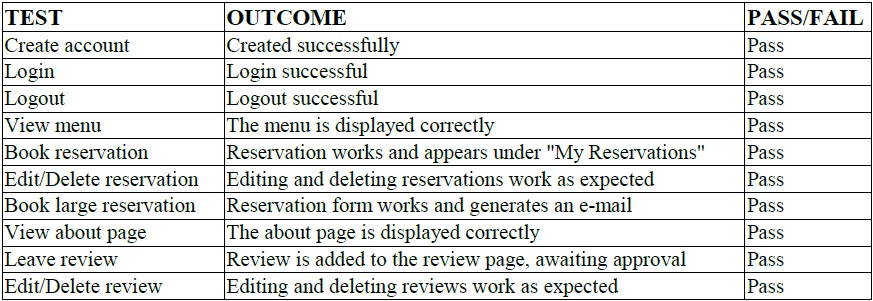 TEST OUTCOME PASS/FAIL
Create account Created successfully Pass
Login Login successful Pass
Logout Logout successful Pass
View menu The menu is displayed correctly Pass
Book reservation Reservation works and appears under "My Reservations" Pass
Edit/Delete reservation Editing and deleting reservations work as expected Pass
Book large reservation Reservation form works and generates an e-mail Pass
View about page The about page is displayed correctly Pass
Leave review Review is added to the review page, awaiting approval Pass
Edit/Delete review Editing and deleting reviews work as expected Pass